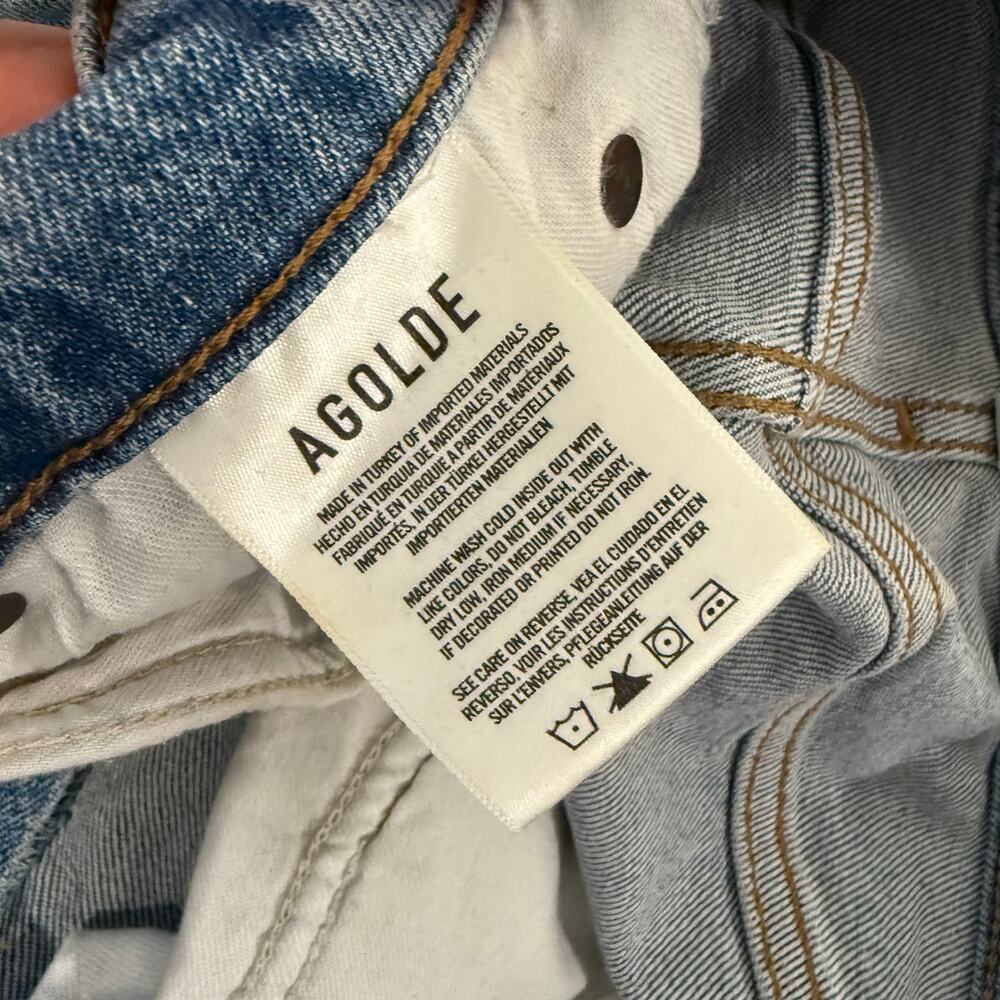 AGOLDE
MADE IN TURKEY OF IMPORTED MATERIALS
HECHO EN TURQUIA DE MATERIALES IMPORTADOS
FABRIQUÉ EN TURQUIE A PARTIR DE MATÉRIAUX
IMPORTÉS, IN DER TÜRKEI HERGESTELLT MIT
IMPORTIERTEN MATERIALIEN
MACHINE WASH COLD INSIDE OUT WITH
LIKE COLORS, DO NOT BLEACH, TUMBLE
DRY LOW, IRON MEDIUM IF NECESSARY,
IF DECORATED OR PRINTED DO NOT IRON.
SEE CARE ON REVERSE VEA EL CUIDADO EN EL
REVERSO, VOIR LES INSTRUCTIONS D'ENTRETIEN
SUR L'ENVERS, PFLEGEANLEITUNG AUF DER
RÜCKSEITE